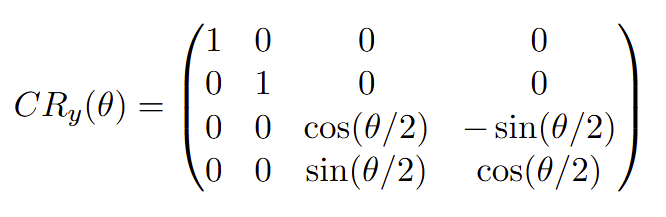 CR_y(θ) =
1 0 0 0
0 1 0 0
0 0 cos(θ/2) − sin(θ/2)
0 0 sin(θ/2) cos(θ/2)